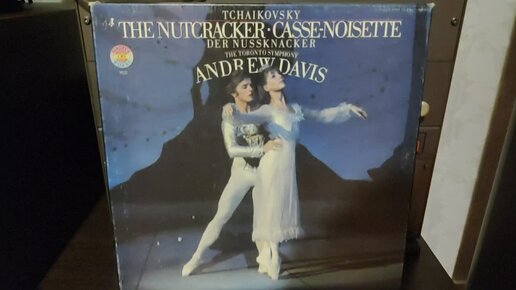 TCHAIKOVSKY
THE NUTCRACKER · CASSE-NOISETTE
DER NUSSKNACKER
THE TORONTO SYMPHONY
ANDREW DAVIS